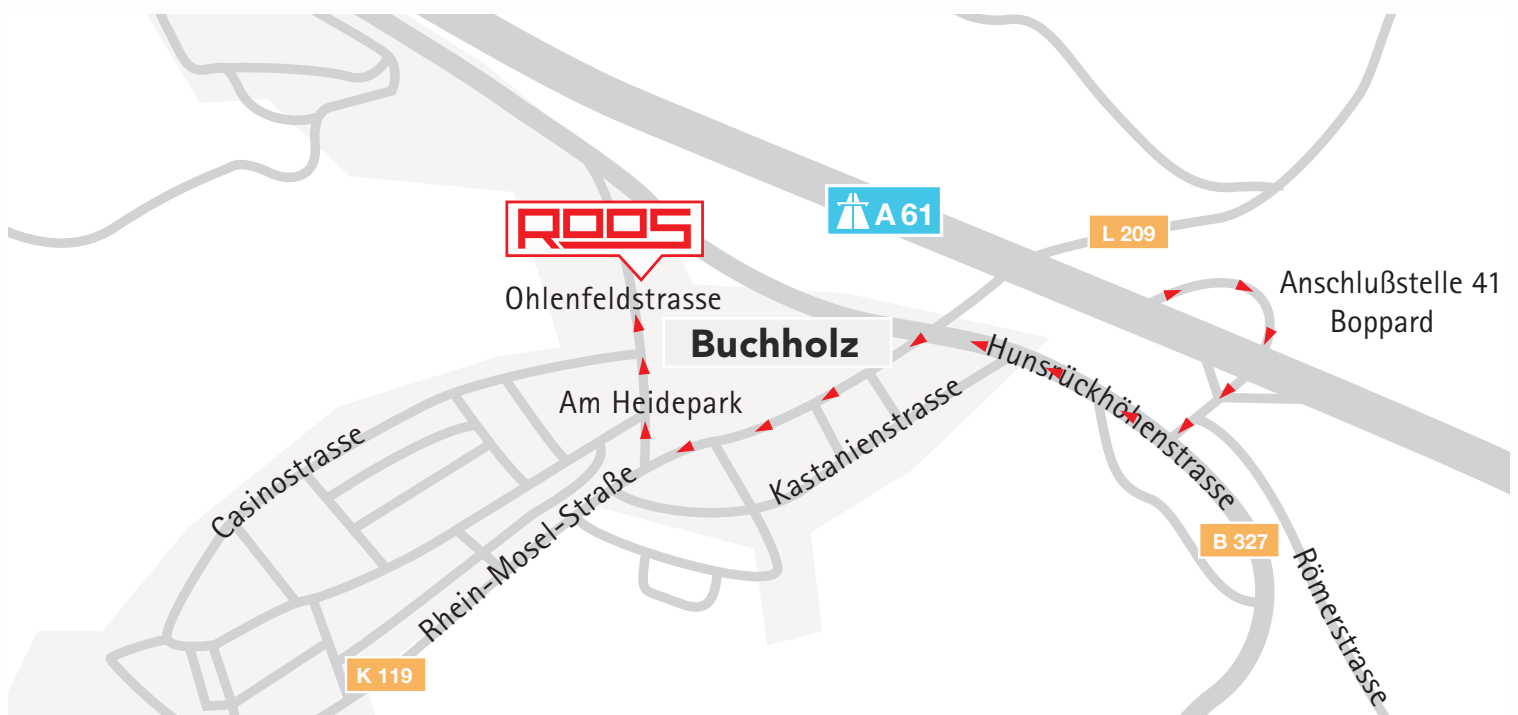 ROOS
A 61
L 209
Anschlußstelle 41
Boppard
Ohlenfeldstrasse
Buchholz
Hunsrückhöhenstrasse
Am Heidepark
Kastanienstrasse
Casinostrasse
Rhein-Mosel-Straße
B 327
Römerstrasse
K 119